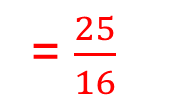 = 25/16